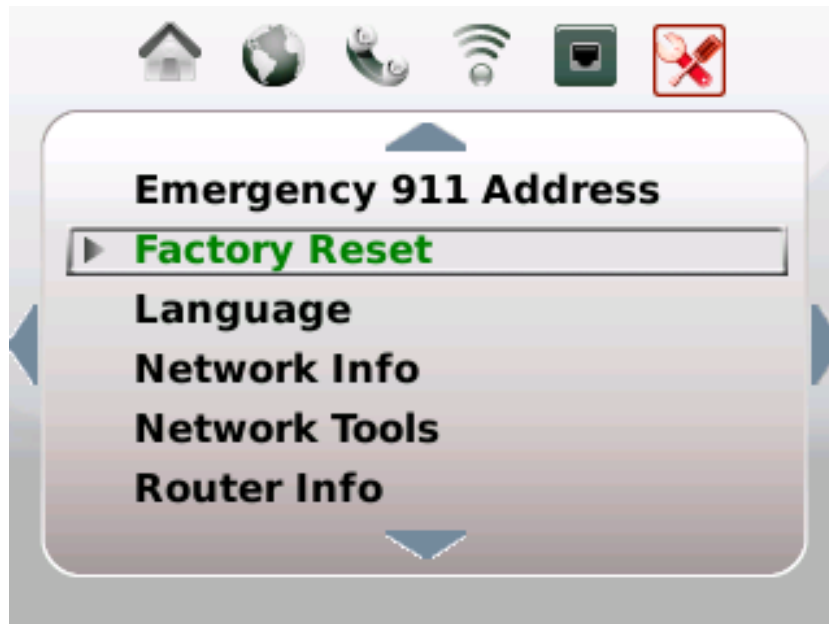 Emergency 911 Address
Factory Reset
Language
Network Info
Network Tools
Router Info